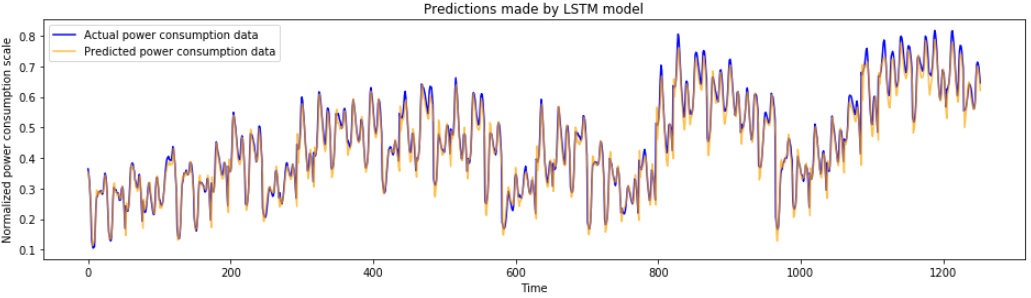 Predictions made by LSTM model
Actual power consumption data
Predicted power consumption data
Normalized power consumption scale
0.8
0.7
0.6
0.5
0.4
0.3
0.2
0.1
0 200 400 600 800 1000 1200
Time